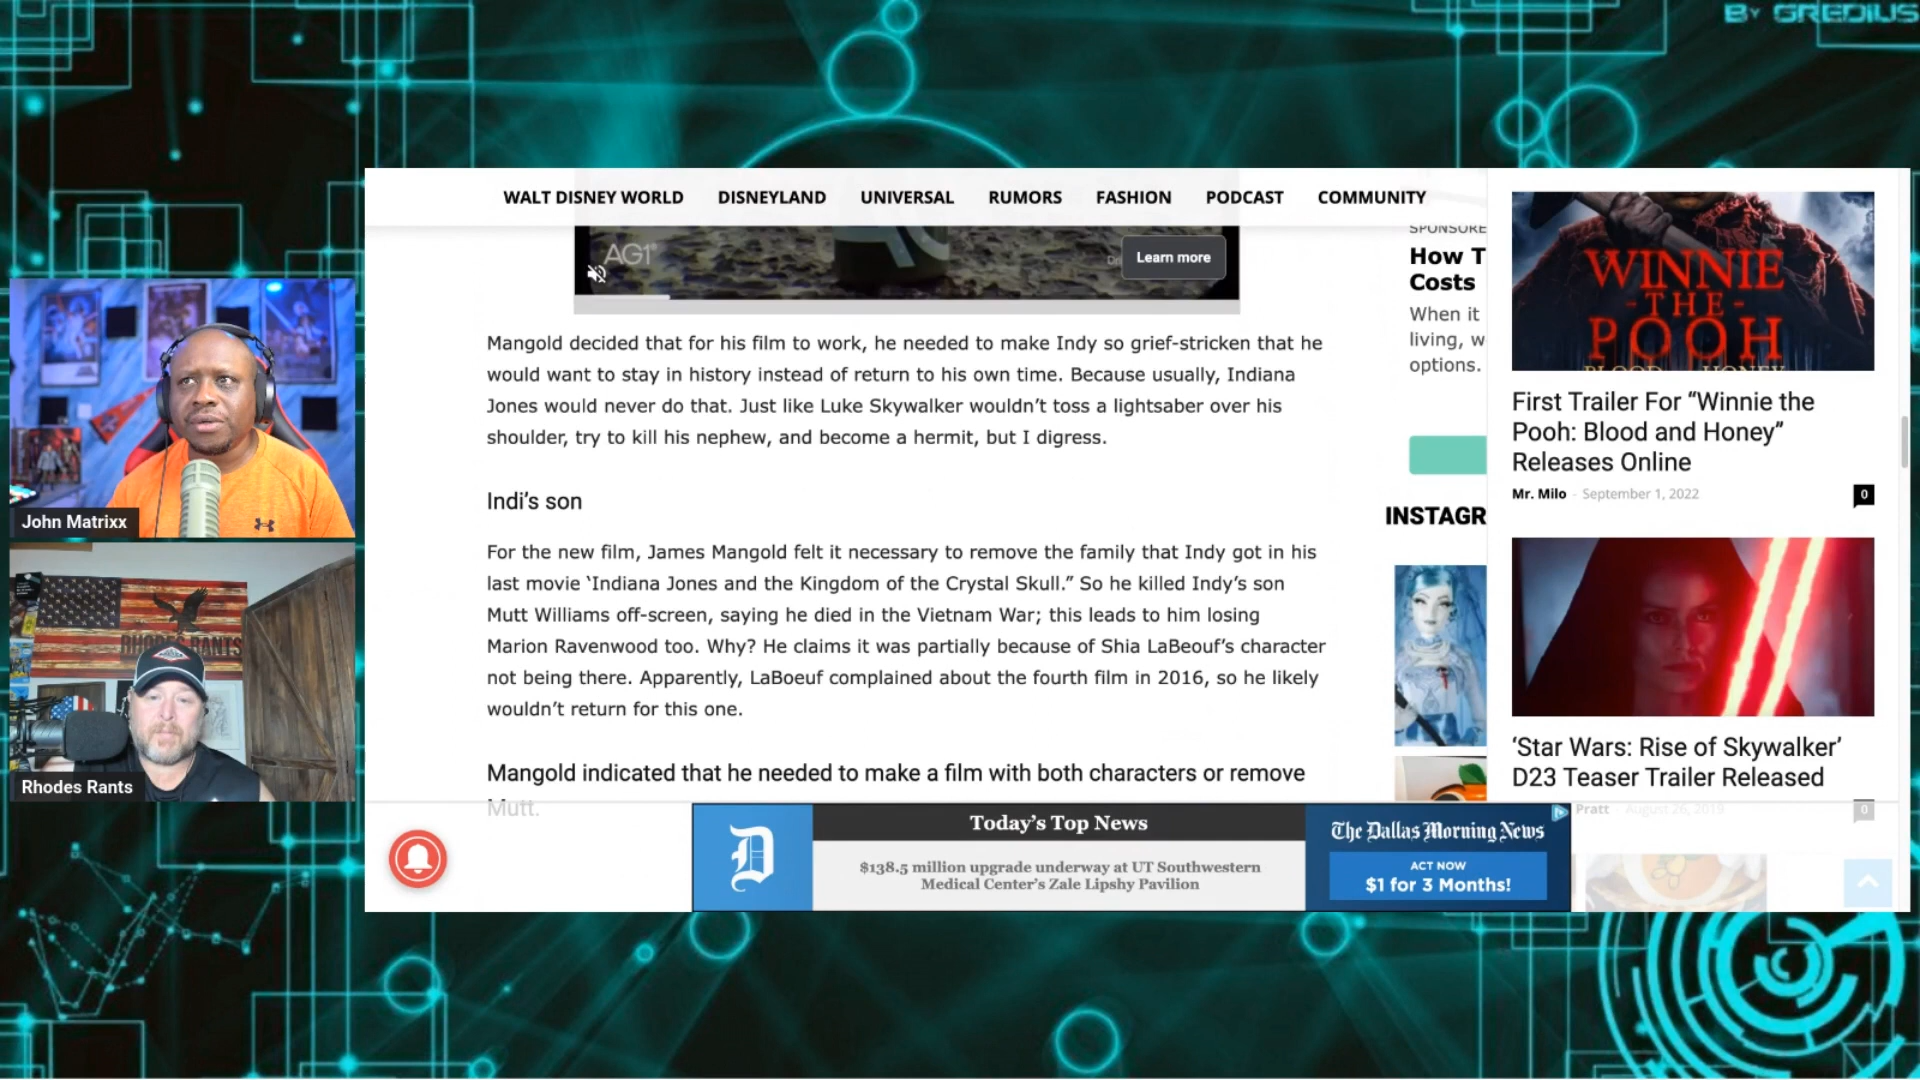 BY GREDIUS
WALT DISNEY WORLD DISNEYLAND UNIVERSAL RUMORS FASHION PODCAST COMMUNITY
AG1
Learn more
Mangold decided that for his film to work, he needed to make Indy so grief-stricken that he
would want to stay in history instead of return to his own time. Because usually, Indiana
Jones would never do that. Just like Luke Skywalker wouldn’t toss a lightsaber over his
shoulder, try to kill his nephew, and become a hermit, but I digress.
Indi’s son
For the new film, James Mangold felt it necessary to remove the family that Indy got in his
last movie ‘Indiana Jones and the Kingdom of the Crystal Skull.” So he killed Indy’s son
Mutt Williams off-screen, saying he died in the Vietnam War; this leads to him losing
Marion Ravenwood too. Why? He claims it was partially because of Shia LaBeouf’s character
not being there. Apparently, LaBoeuf complained about the fourth film in 2016, so he likely
wouldn’t return for this one.
Mangold indicated that he needed to make a film with both characters or remove
Mutt.
SPONSORE
How T
Costs
When it
living, w
options.
INSTAGR
WINNIE
-THE-
POOH
BLOOD HONEY
First Trailer For “Winnie the
Pooh: Blood and Honey”
Releases Online
Mr. Milo - September 1, 2022
0
‘Star Wars: Rise of Skywalker’
D23 Teaser Trailer Released
Pratt - August 26, 2019
0
John Matrixx
RHODES RANTS
Rhodes Rants
D
Today’s Top News
$138.5 million upgrade underway at UT Southwestern
Medical Center’s Zale Lipshy Pavilion
The Dallas Morning News
ACT NOW
$1 for 3 Months!